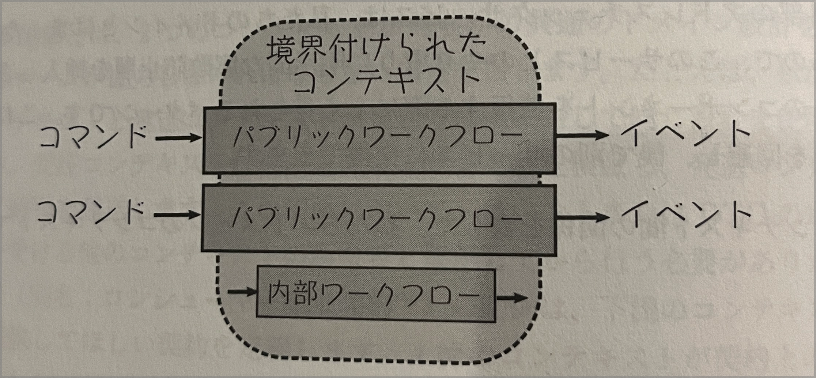 境界付けられた
コンテキスト
コマンド
パブリックワークフロー
イベント
コマンド
パブリックワークフロー
イベント
内部ワークフロー